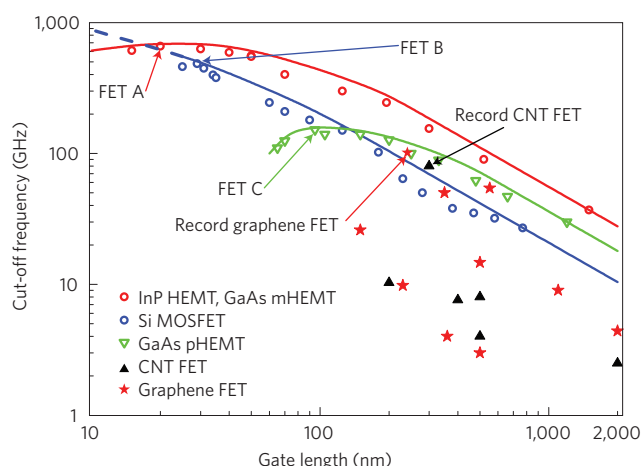 1,000
100
10
1
Cut-off frequency (GHz)
FET A
FET B
FET C
Record CNT FET
Record graphene FET
InP HEMT, GaAs mHEMT
Si MOSFET
GaAs pHEMT
CNT FET
Graphene FET
10
100
1,000
2,000
Gate length (nm)